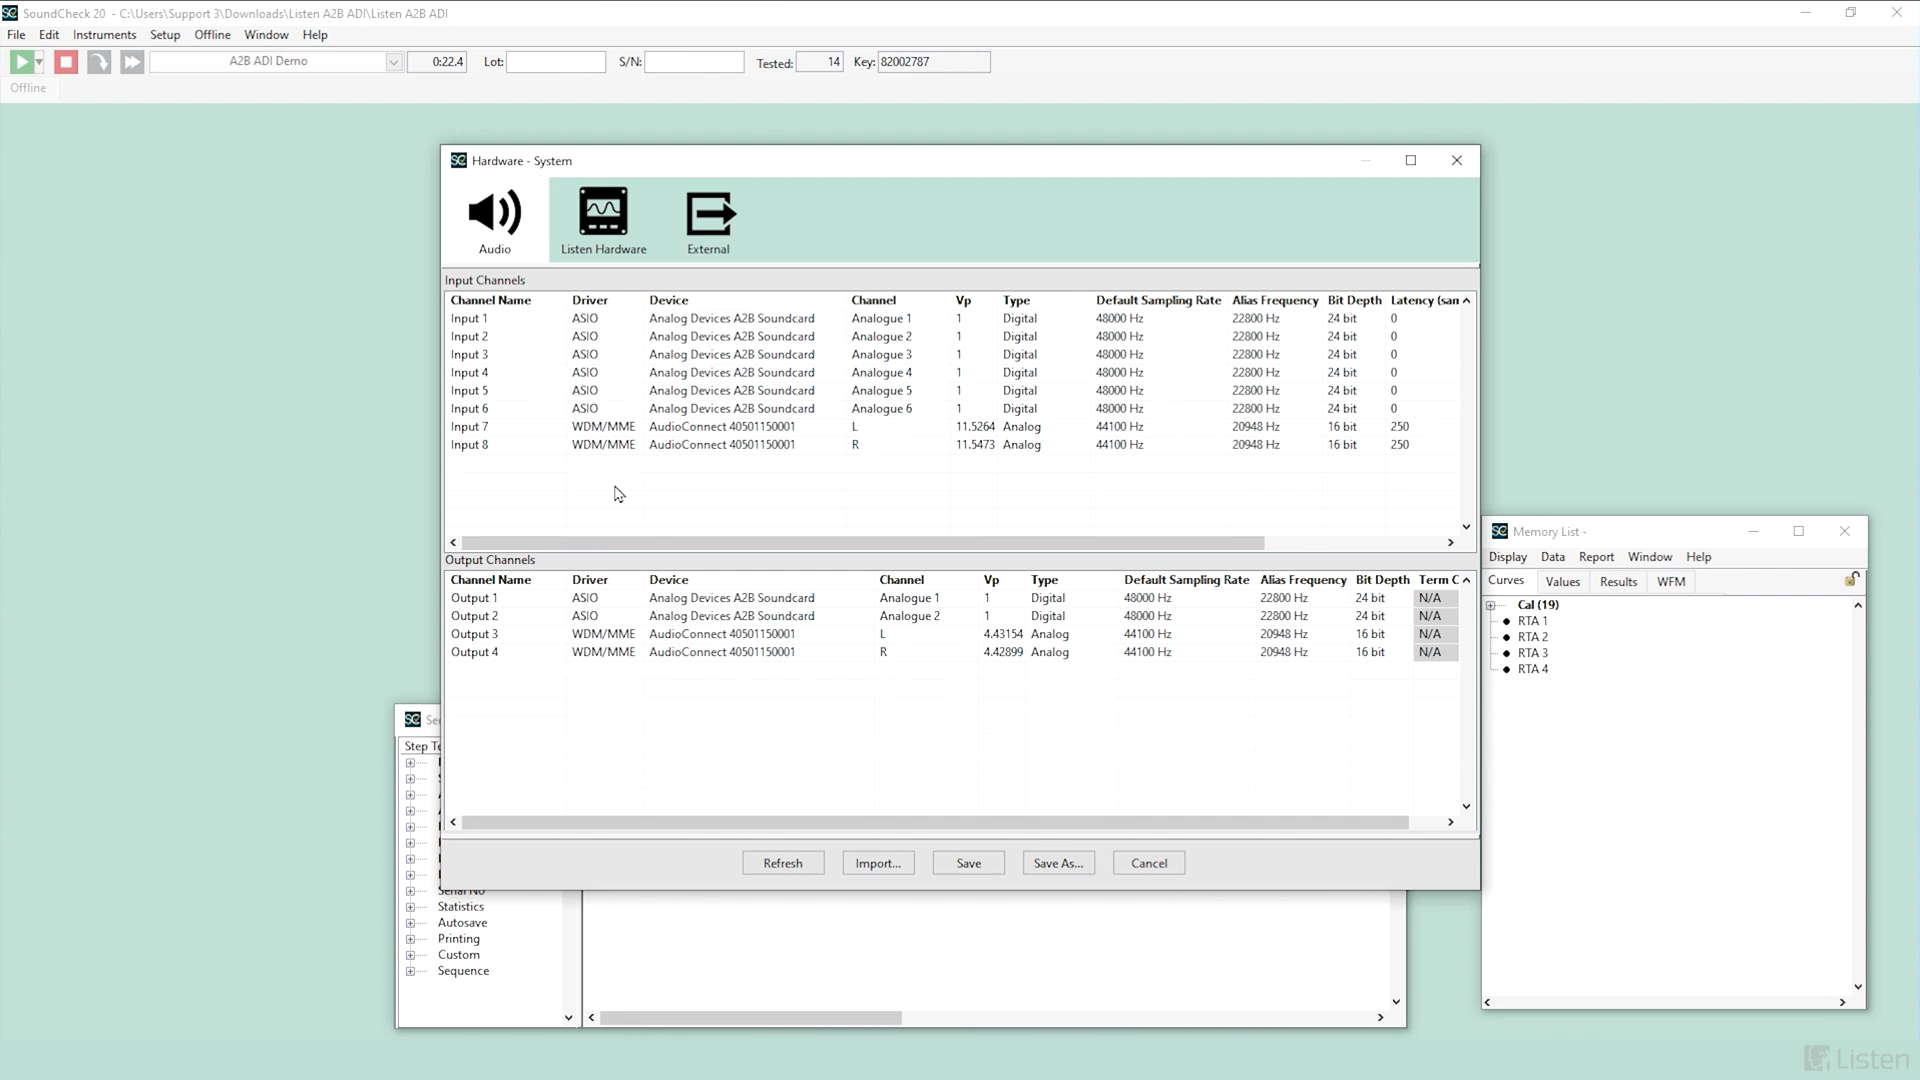 SoundCheck 20 - C:\Users\Support 3\Downloads\Listen A2B ADI\Listen A2B ADI
File Edit Instruments Setup Offline Window Help
A2B ADI Demo 0:22.4 Lot: S/N: Tested: 14 Key: 82002787
Offline
Hardware - System
Audio Listen Hardware External
Input Channels
Channel Name Driver Device Channel Vp Type Default Sampling Rate Alias Frequency Bit Depth Latency (san
Input 1 ASIO Analog Devices A2B Soundcard Analogue 1 1 Digital 48000 Hz 22800 Hz 24 bit 0
Input 2 ASIO Analog Devices A2B Soundcard Analogue 2 1 Digital 48000 Hz 22800 Hz 24 bit 0
Input 3 ASIO Analog Devices A2B Soundcard Analogue 3 1 Digital 48000 Hz 22800 Hz 24 bit 0
Input 4 ASIO Analog Devices A2B Soundcard Analogue 4 1 Digital 48000 Hz 22800 Hz 24 bit 0
Input 5 ASIO Analog Devices A2B Soundcard Analogue 5 1 Digital 48000 Hz 22800 Hz 24 bit 0
Input 6 ASIO Analog Devices A2B Soundcard Analogue 6 1 Digital 48000 Hz 22800 Hz 24 bit 0
Input 7 WDM/MME AudioConnect 40501150001 L 11.5264 Analog 44100 Hz 20948 Hz 16 bit 250
Input 8 WDM/MME AudioConnect 40501150001 R 11.5473 Analog 44100 Hz 20948 Hz 16 bit 250
Output Channels
Channel Name Driver Device Channel Vp Type Default Sampling Rate Alias Frequency Bit Depth Term C
Output 1 ASIO Analog Devices A2B Soundcard Analogue 1 1 Digital 48000 Hz 22800 Hz 24 bit N/A
Output 2 ASIO Analog Devices A2B Soundcard Analogue 2 1 Digital 48000 Hz 22800 Hz 24 bit N/A
Output 3 WDM/MME AudioConnect 40501150001 L 4.43154 Analog 44100 Hz 20948 Hz 16 bit N/A
Output 4 WDM/MME AudioConnect 40501150001 R 4.42899 Analog 44100 Hz 20948 Hz 16 bit N/A
Refresh Import... Save Save As... Cancel
Memory List -
Display Data Report Window Help
Curves Values Results WFM
Cal (19)
RTA 1
RTA 2
RTA 3
RTA 4
Step Te
Serial No
Statistics
Autosave
Printing
Custom
Sequence
Listen